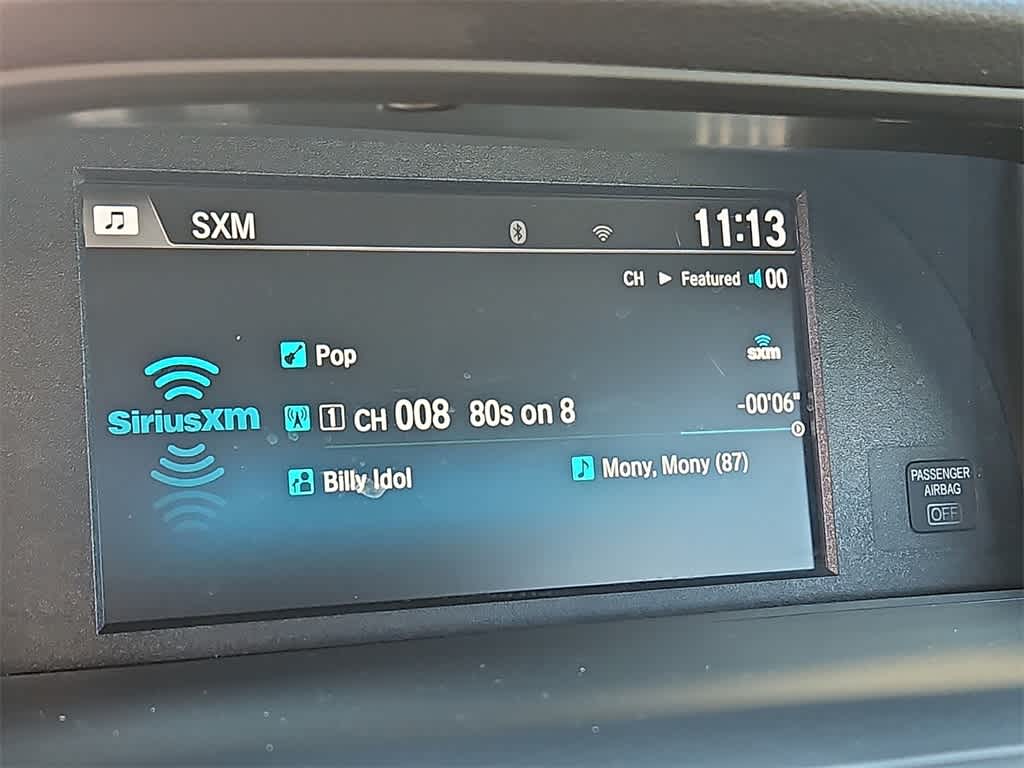 SXM 11:13
CH ► Featured 00
Pop
sxm
SiriusXM
1 CH 008 80s on 8
-00'06"
Billy Idol
Mony, Mony (87)
PASSENGER
AIRBAG
OFF